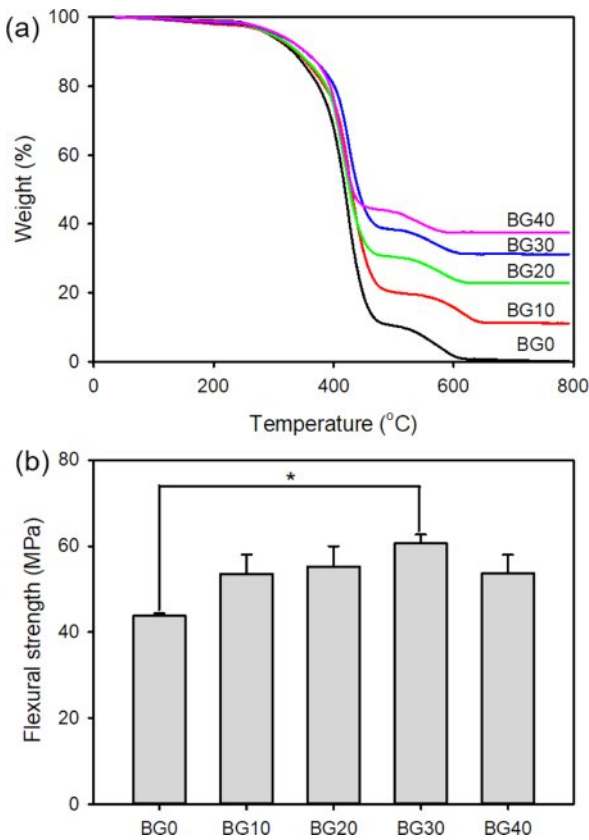 (a)
100
80
60
40
20
0
Weight (%)
BG40
BG30
BG20
BG10
BG0
0 200 400 600 800
Temperature (°C)
(b)
80
60
40
20
0
Flexural strength (MPa)
*
BG0 BG10 BG20 BG30 BG40